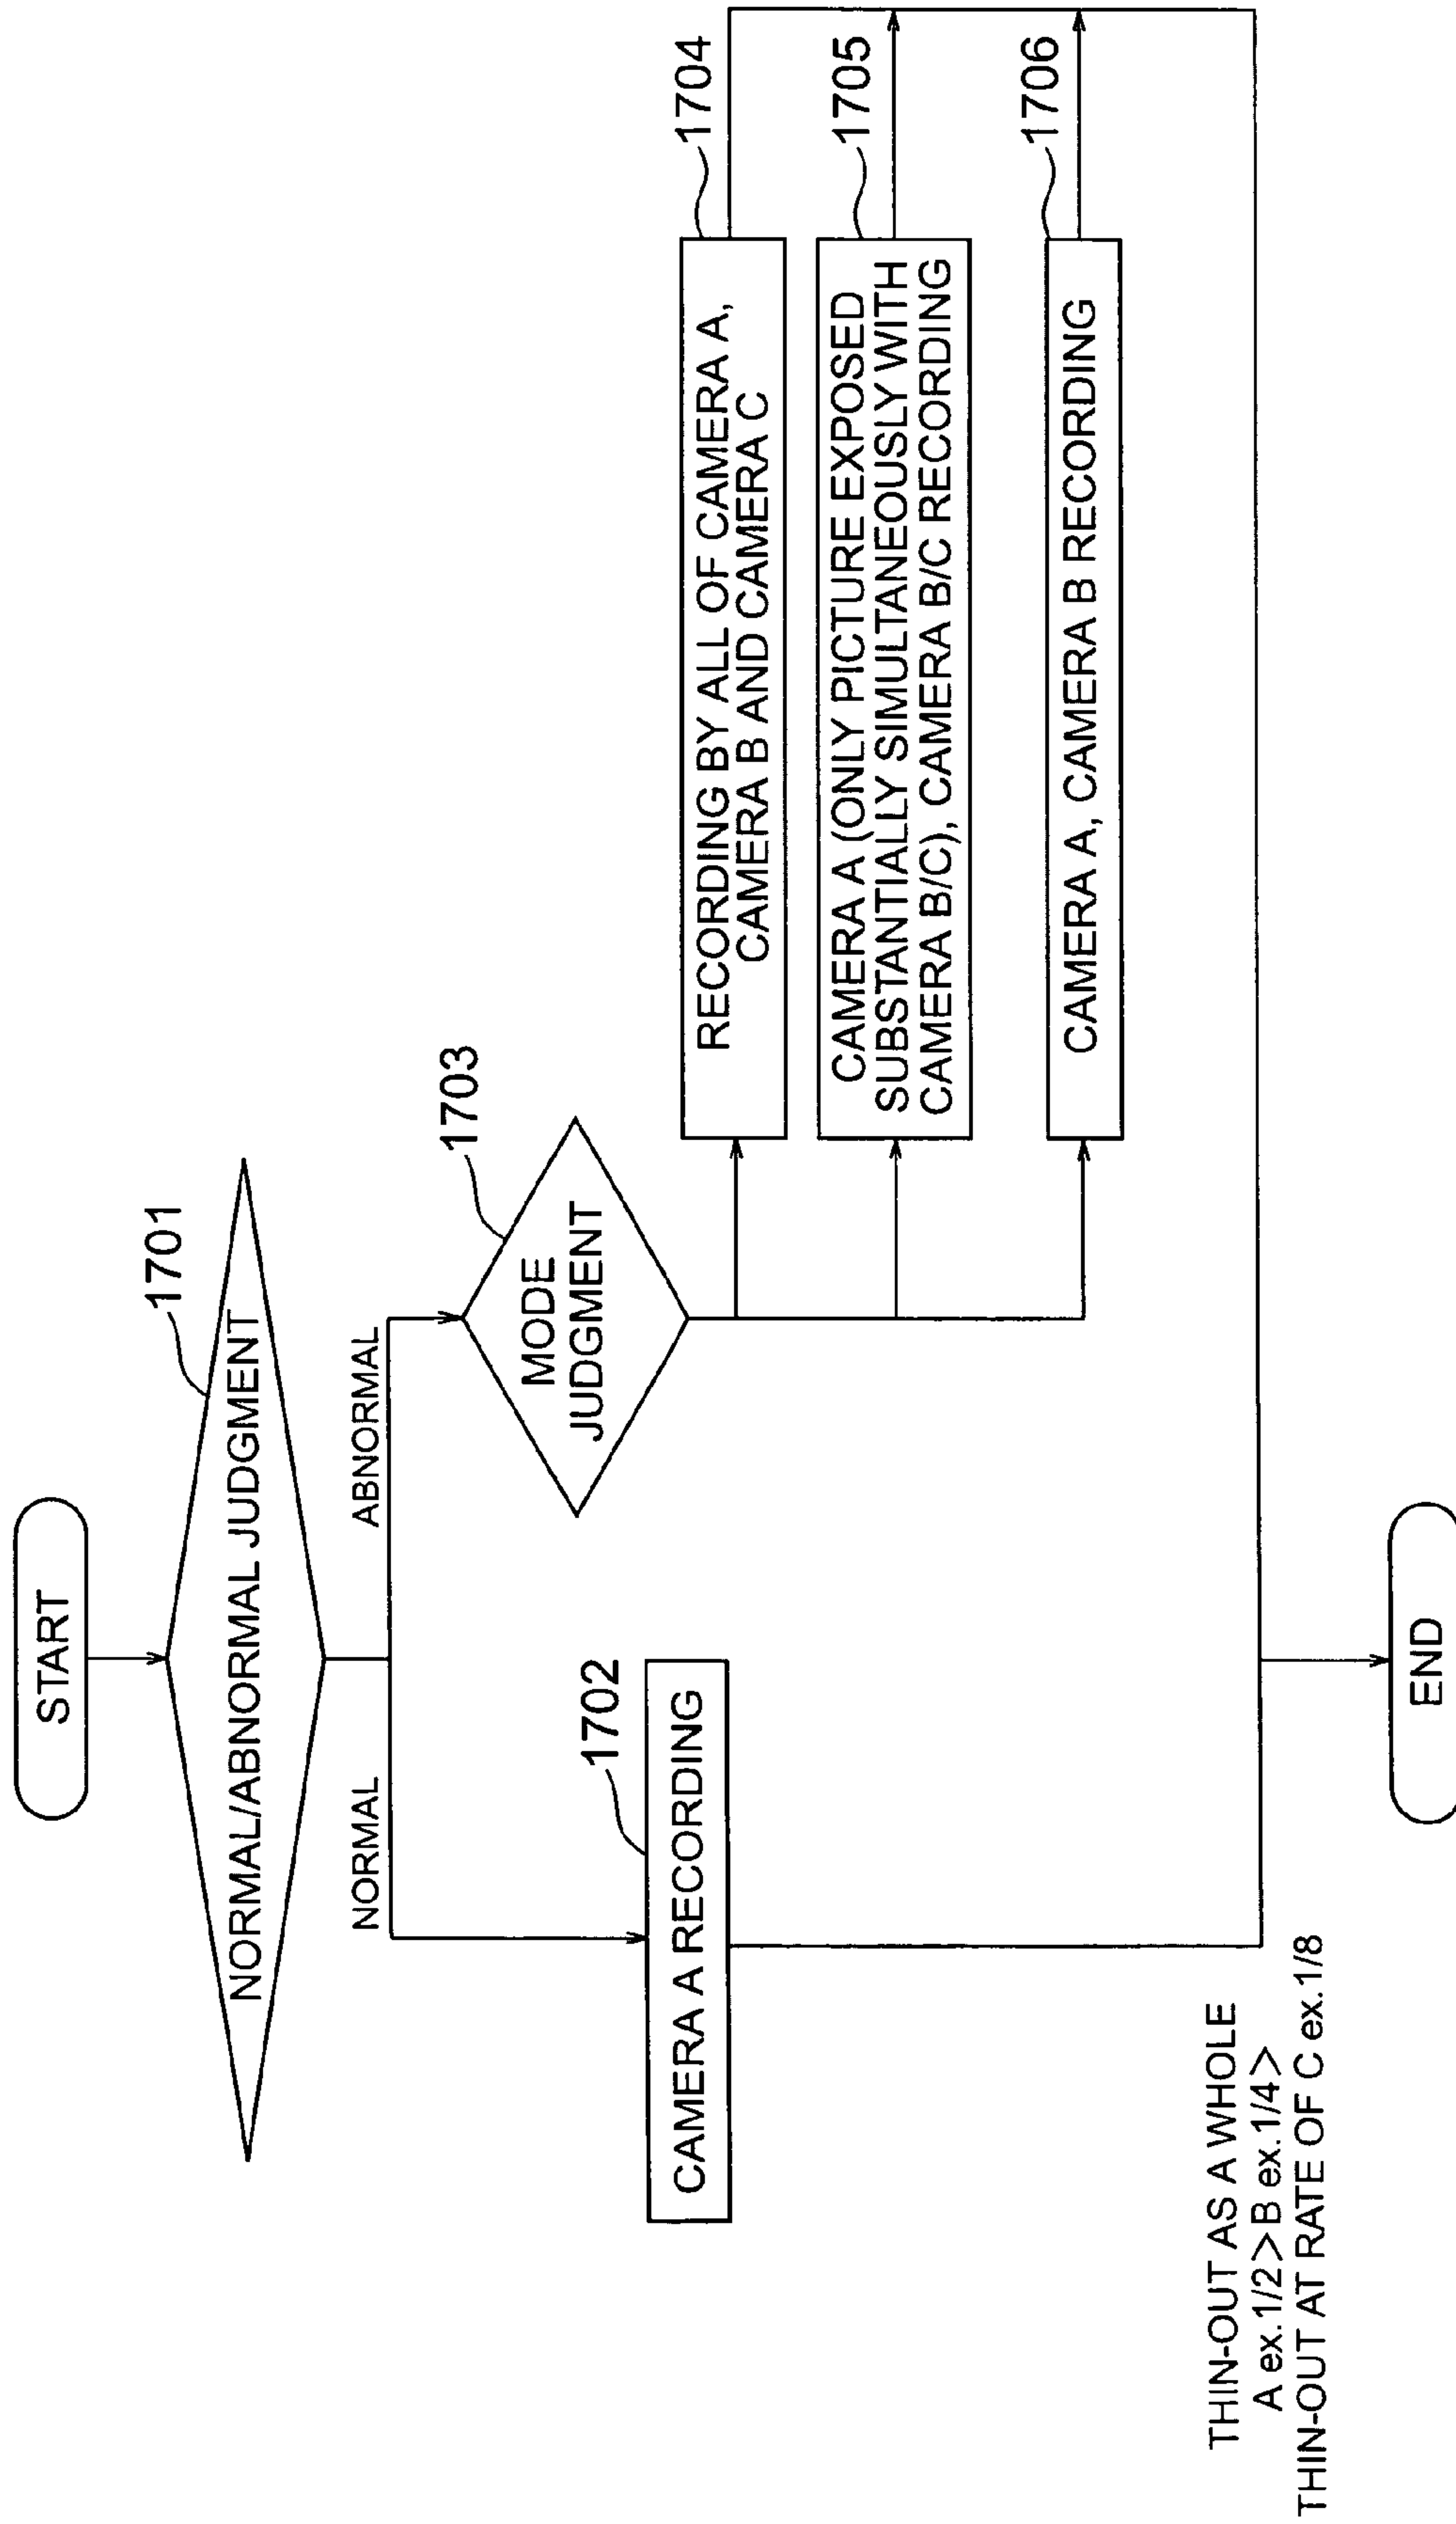 START
1701
NORMAL/ABNORMAL JUDGMENT
NORMAL
ABNORMAL
1702
CAMERA A RECORDING
1703
MODE
JUDGMENT
1704
RECORDING BY ALL OF CAMERA A,
CAMERA B AND CAMERA C
1705
CAMERA A (ONLY PICTURE EXPOSED
SUBSTANTIALLY SIMULTANEOUSLY WITH
CAMERA B/C), CAMERA B/C RECORDING
1706
CAMERA A, CAMERA B RECORDING
THIN-OUT AS A WHOLE
A ex.1/2>B ex.1/4>
THIN-OUT AT RATE OF C ex.1/8
END